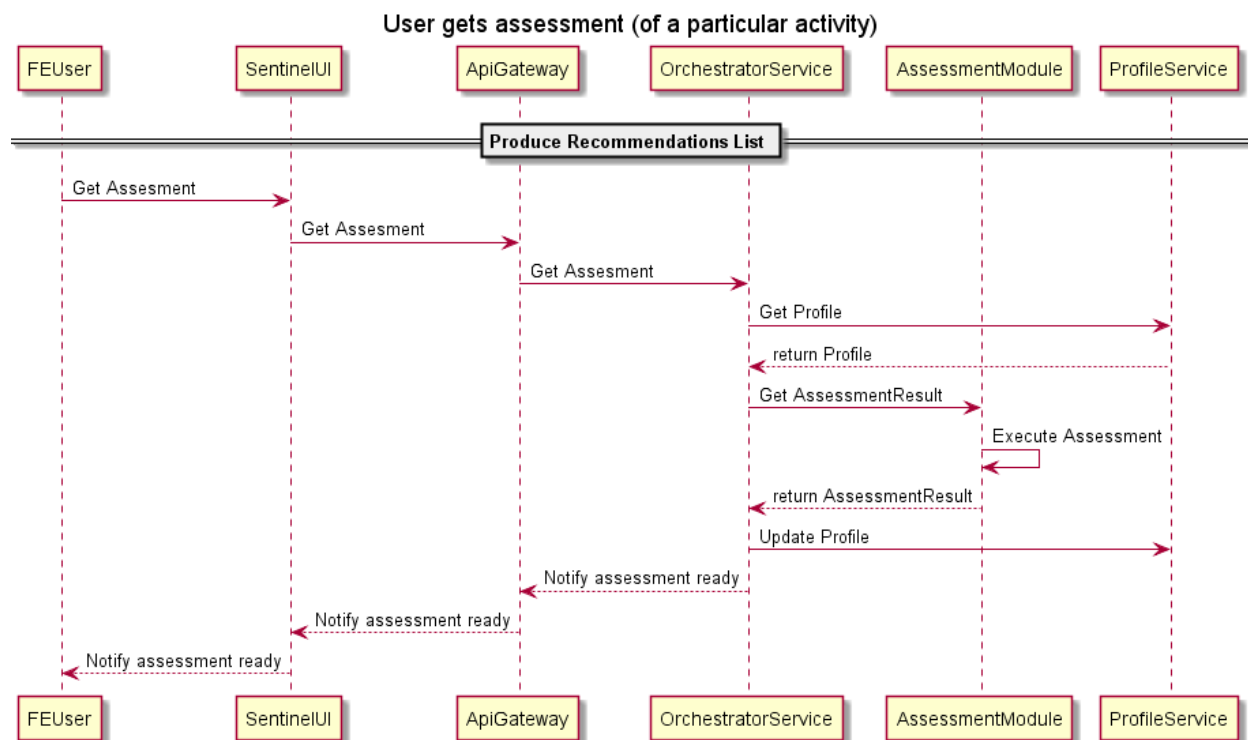 User gets assessment (of a particular activity)
FEUser
SentinelUI
ApiGateway
OrchestratorService
AssessmentModule
ProfileService
Produce Recommendations List
Get Assesment
Get Assesment
Get Assesment
Get Profile
return Profile
Get AssessmentResult
Execute Assessment
return AssessmentResult
Update Profile
Notify assessment ready
Notify assessment ready
Notify assessment ready
FEUser
SentinelUI
ApiGateway
OrchestratorService
AssessmentModule
ProfileService